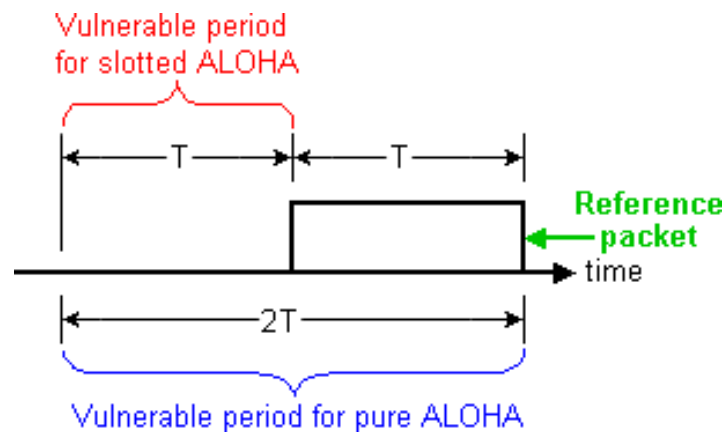 Vulnerable period
for slotted ALOHA
T
T
Reference
packet
time
2T
Vulnerable period for pure ALOHA